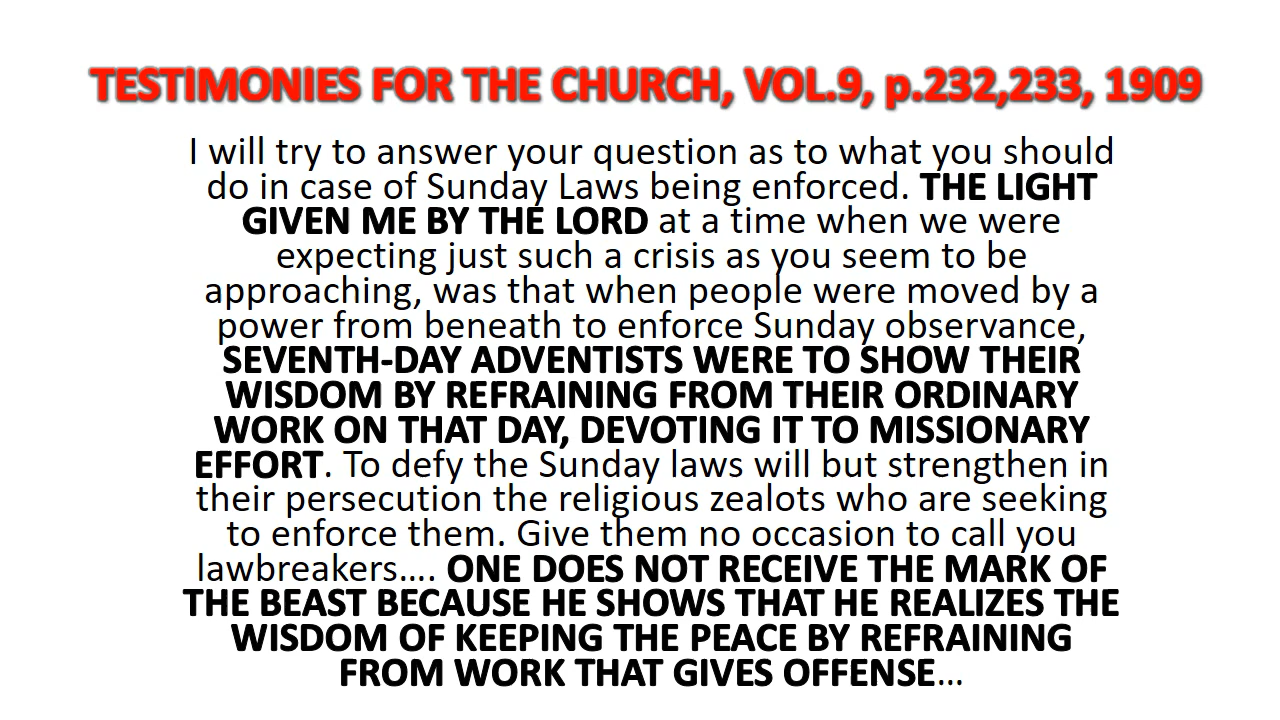 TESTIMONIES FOR THE CHURCH, VOL.9, p.232,233, 1909
I will try to answer your question as to what you should
do in case of Sunday Laws being enforced. THE LIGHT
GIVEN ME BY THE LORD at a time when we were
expecting just such a crisis as you seem to be
approaching, was that when people were moved by a
power from beneath to enforce Sunday observance,
SEVENTH-DAY ADVENTISTS WERE TO SHOW THEIR
WISDOM BY REFRAINING FROM THEIR ORDINARY
WORK ON THAT DAY, DEVOTING IT TO MISSIONARY
EFFORT. To defy the Sunday laws will but strengthen in
their persecution the religious zealots who are seeking
to enforce them. Give them no occasion to call you
lawbreakers…. ONE DOES NOT RECEIVE THE MARK OF
THE BEAST BECAUSE HE SHOWS THAT HE REALIZES THE
WISDOM OF KEEPING THE PEACE BY REFRAINING
FROM WORK THAT GIVES OFFENSE…